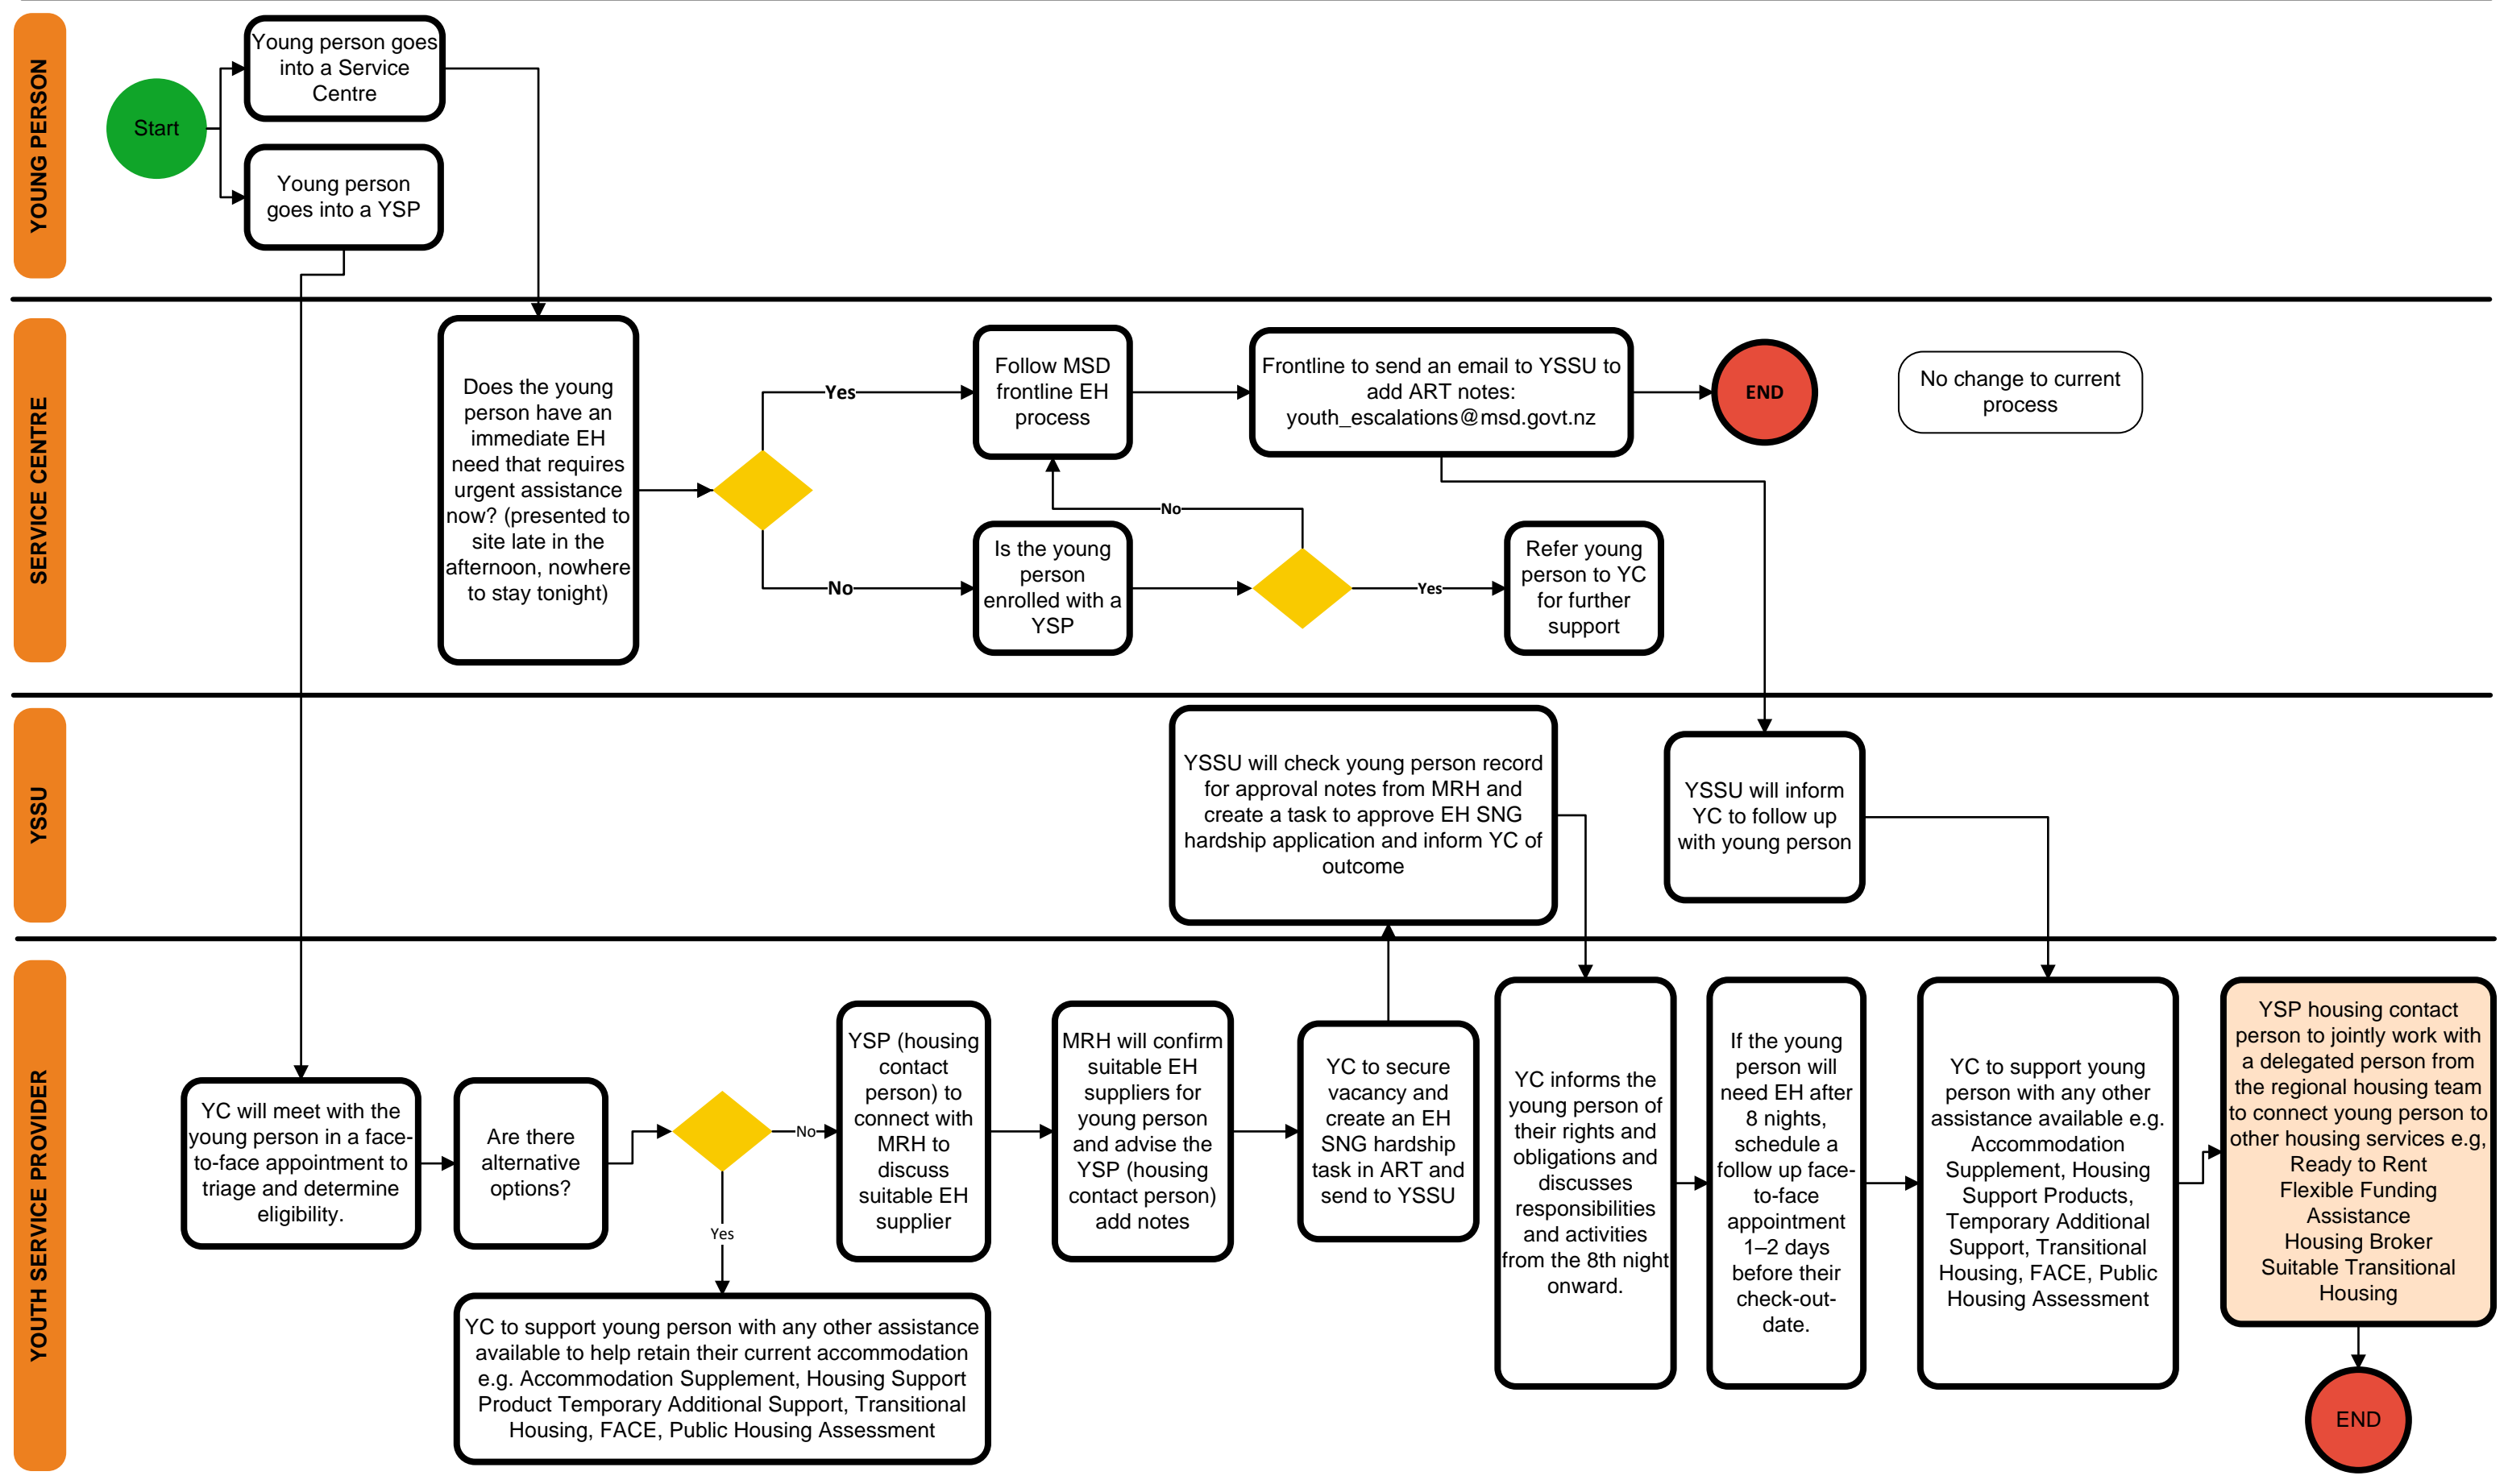 YOUNG PERSON
Start
Young person goes
into a Service
Centre
Young person
goes into a YSP
SERVICE CENTRE
Does the young
person have an
immediate EH
need that requires
urgent assistance
now? (presented to
site late in the
afternoon, nowhere
to stay tonight)
Yes
No
Follow MSD
frontline EH
process
Frontline to send an email to YSSU to
add ART notes:
youth_escalations@msd.govt.nz
END
No change to current
process
Is the young
person
enrolled with a
YSP
No
Yes
Refer young
person to YC
for further
support
YSSU
YSSU will check young person record
for approval notes from MRH and
create a task to approve EH SNG
hardship application and inform YC of
outcome
YSSU will inform
YC to follow up
with young person
YOUTH SERVICE PROVIDER
YC will meet with the
young person in a face-
to-face appointment to
triage and determine
eligibility.
Are there
alternative
options?
No
Yes
YC to support young person with any other assistance
available to help retain their current accommodation
e.g. Accommodation Supplement, Housing Support
Product Temporary Additional Support, Transitional
Housing, FACE, Public Housing Assessment
YSP (housing
contact
person) to
connect with
MRH to
discuss
suitable EH
supplier
MRH will confirm
suitable EH
suppliers for
young person
and advise the
YSP (housing
contact person)
add notes
YC to secure
vacancy and
create an EH
SNG hardship
task in ART and
send to YSSU
YC informs the
young person of
their rights and
obligations and
discusses
responsibilities
and activities
from the 8th night
onward.
If the young
person will
need EH after
8 nights,
schedule a
follow up face-
to-face
appointment
1–2 days
before their
check-out-
date.
YC to support young
person with any other
assistance available e.g.
Accommodation
Supplement, Housing
Support Products,
Temporary Additional
Support, Transitional
Housing, FACE, Public
Housing Assessment
YSP housing contact
person to jointly work with
a delegated person from
the regional housing team
to connect young person to
other housing services e.g,
Ready to Rent
Flexible Funding
Assistance
Housing Broker
Suitable Transitional
Housing
END